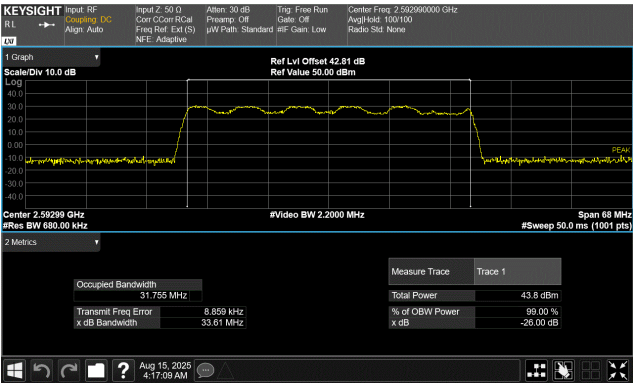 KEYSIGHT Input: RF Input Z: 50 Ω Atten: 30 dB Trig: Free Run Center Freq: 2.592990000 GHz
RL Coupling: DC Corr CCorr RCal Preamp: Off Gate: Off Avg|Hold: 100/100
Align: Auto Freq Ref: Ext (S) µW Path: Standard #IF Gain: Low Radio Std: None
LXI NFE: Adaptive
1 Graph
Ref Lvl Offset 42.81 dB
Scale/Div 10.0 dB Ref Value 50.00 dBm
Log
40.0
30.0
20.0
10.0
0.00
-10.0
PEAK
-20.0
-30.0
-40.0
Center 2.59299 GHz #Video BW 2.2000 MHz Span 68 MHz
#Res BW 680.00 kHz #Sweep 50.0 ms (1001 pts)
2 Metrics
Measure Trace Trace 1
Occupied Bandwidth
31.755 MHz Total Power 43.8 dBm
Transmit Freq Error 8.859 kHz % of OBW Power 99.00 %
x dB Bandwidth 33.61 MHz x dB -26.00 dB
? Aug 15, 2025
4:17:09 AM